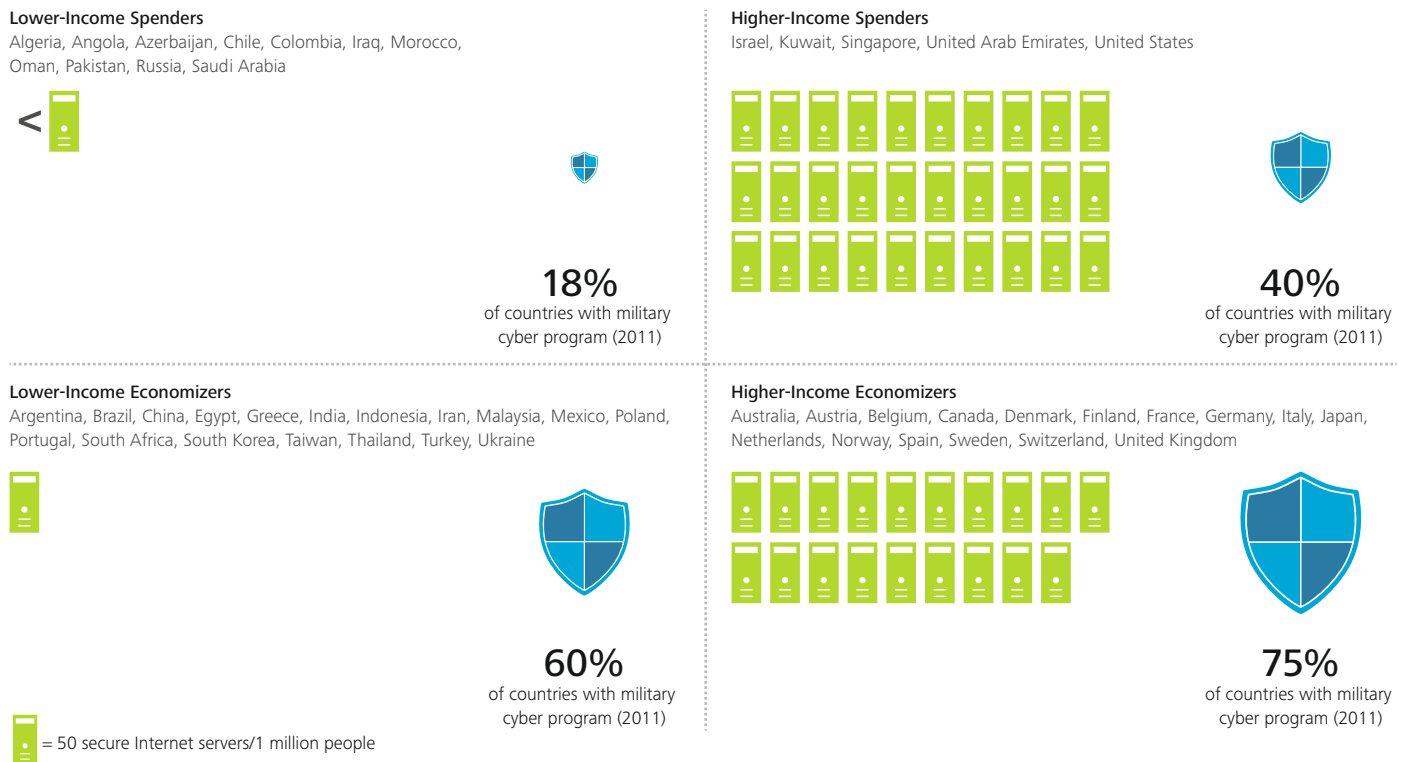 Lower-Income Spenders
Algeria, Angola, Azerbaijan, Chile, Colombia, Iraq, Morocco,
Oman, Pakistan, Russia, Saudi Arabia
<
18%
of countries with military
cyber program (2011)
Higher-Income Spenders
Israel, Kuwait, Singapore, United Arab Emirates, United States
40%
of countries with military
cyber program (2011)
Lower-Income Economizers
Argentina, Brazil, China, Egypt, Greece, India, Indonesia, Iran, Malaysia, Mexico, Poland,
Portugal, South Africa, South Korea, Taiwan, Thailand, Turkey, Ukraine
60%
of countries with military
cyber program (2011)
Higher-Income Economizers
Australia, Austria, Belgium, Canada, Denmark, Finland, France, Germany, Italy, Japan,
Netherlands, Norway, Spain, Sweden, Switzerland, United Kingdom
75%
of countries with military
cyber program (2011)
= 50 secure Internet servers/1 million people